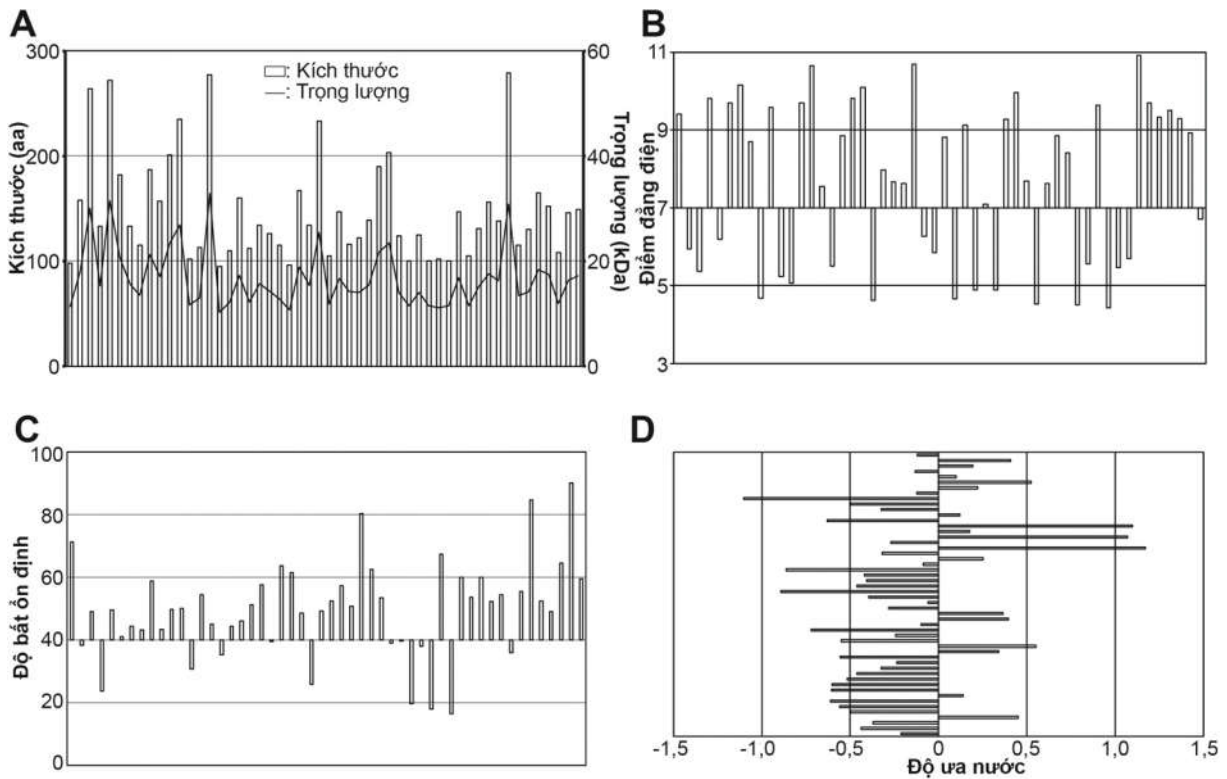 A
Kích thước (aa)
300
200
100
0
: Kích thước
: Trọng lượng
60
40
20
0
Trọng lượng (kDa)
B
Điểm đẳng điện
11
9
7
5
3
C
Độ bất ổn định
100
80
60
40
20
0
D
-1,5 -1,0 -0,5 0 0,5 1,0 1,5
Độ ưa nước